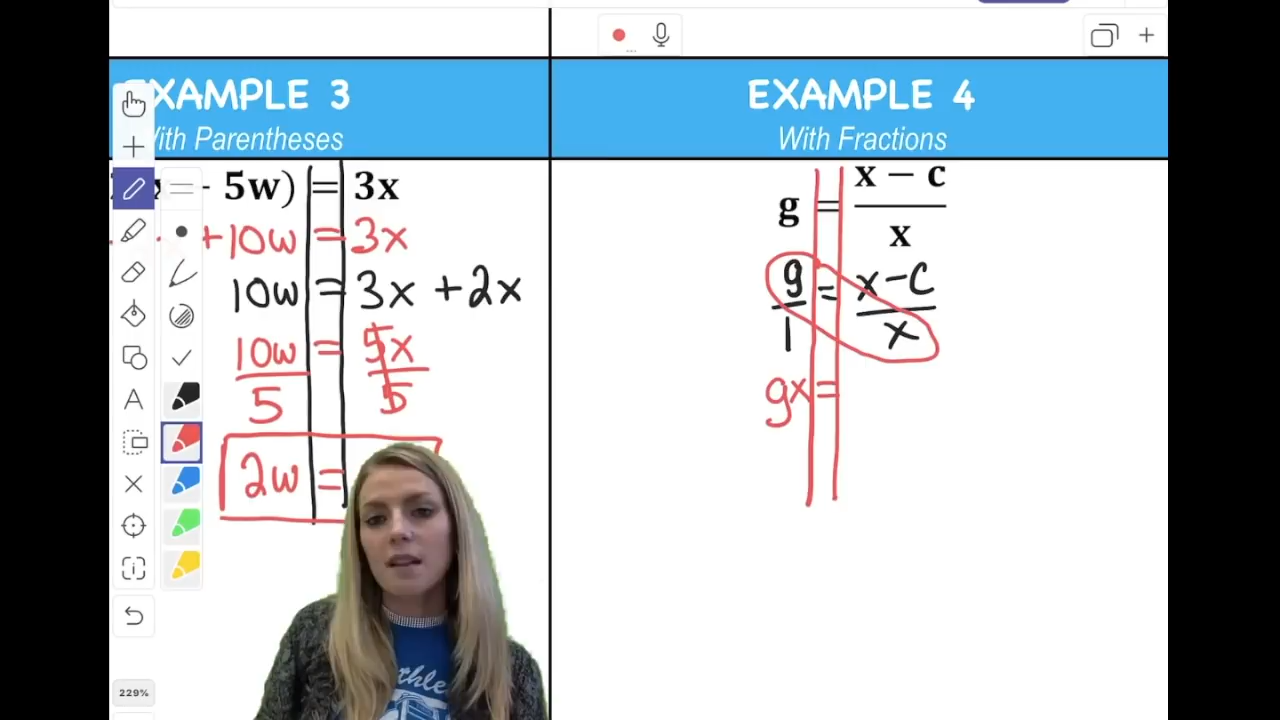 EXAMPLE 3
With Parentheses
- 5w) = 3x
+10w = 3x
10w = 3x + 2x
10w = 5x
5 5
2w =
EXAMPLE 4
With Fractions
g = x − c
x
g = x - c
1 x
gx =
A
229%